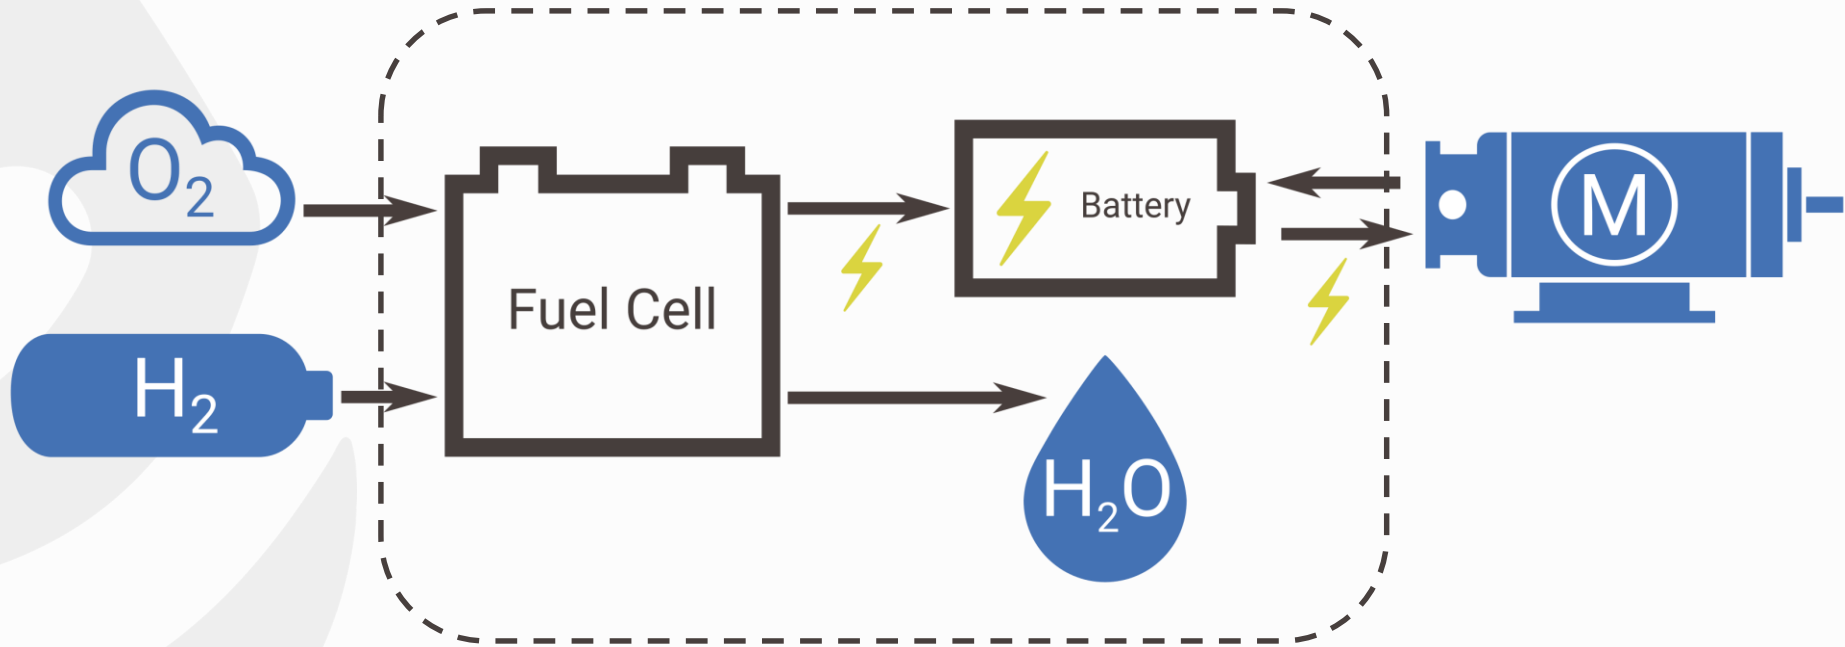 O₂
H₂
Fuel Cell
Battery
H₂O
M